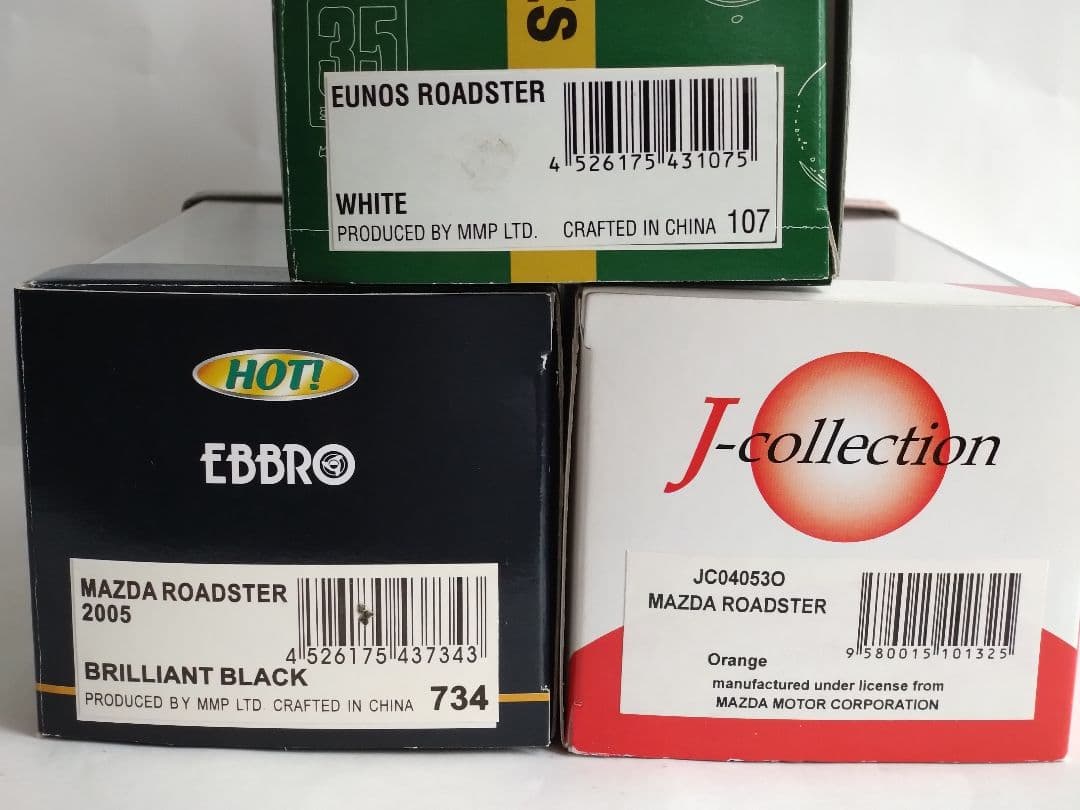 35
EUNOS ROADSTER
4 526175 431075
WHITE
PRODUCED BY MMP LTD. CRAFTED IN CHINA 107
HOT!
EBBRO
MAZDA ROADSTER
2005
4 526175 437343
BRILLIANT BLACK
PRODUCED BY MMP LTD CRAFTED IN CHINA 734
J-collection
JC04053O
MAZDA ROADSTER
9 580015 101325
Orange
manufactured under license from
MAZDA MOTOR CORPORATION